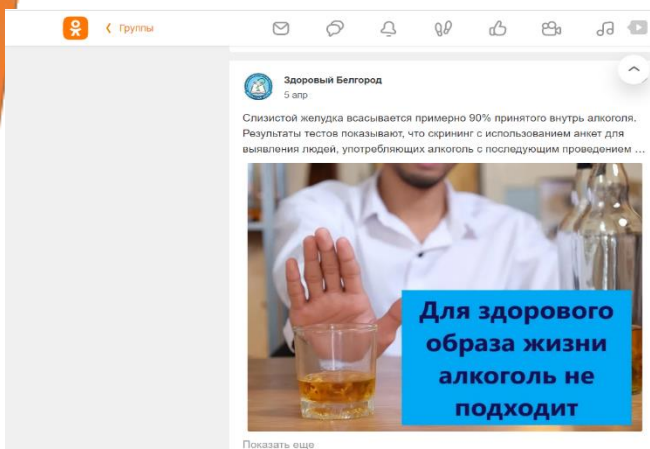 Группы
Здоровый Белгород
5 апр
Слизистой желудка всасывается примерно 90% принятого внутрь алкоголя.
Результаты тестов показывают, что скрининг с использованием анкет для
выявления людей, употребляющих алкоголь с последующим проведением ...
Для здорового
образа жизни
алкоголь не
подходит
Показать еще